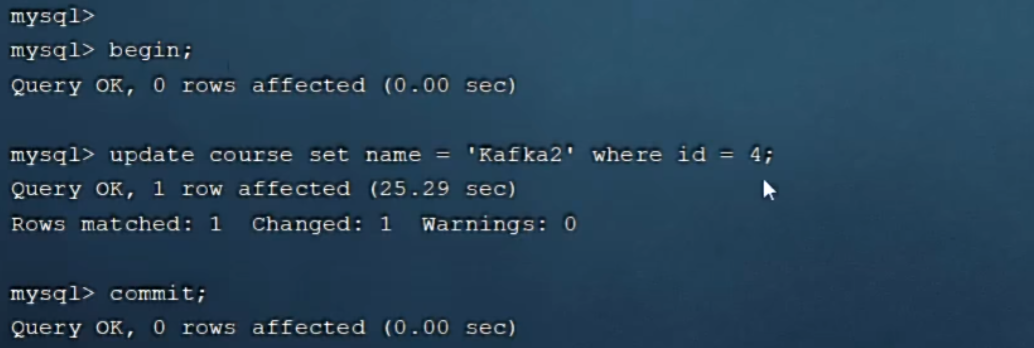 mysql>
mysql> begin;
Query OK, 0 rows affected (0.00 sec)
mysql> update course set name = 'Kafka2' where id = 4;
Query OK, 1 row affected (25.29 sec)
Rows matched: 1  Changed: 1  Warnings: 0
mysql> commit;
Query OK, 0 rows affected (0.00 sec)